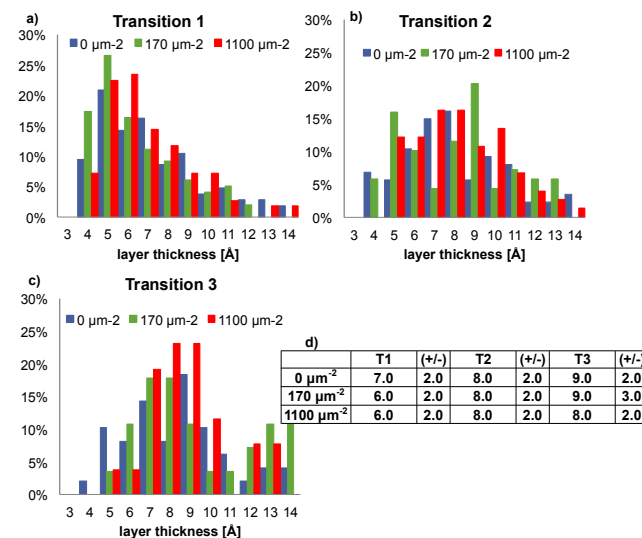 a)
Transition 1
0 µm-2 170 µm-2 1100 µm-2
30%
25%
20%
15%
10%
5%
0%
3 4 5 6 7 8 9 10 11 12 13 14
layer thickness [Å]
b)
Transition 2
0 µm-2 170 µm-2 1100 µm-2
30%
25%
20%
15%
10%
5%
0%
3 4 5 6 7 8 9 10 11 12 13 14
layer thickness [Å]
c)
Transition 3
0 µm-2 170 µm-2 1100 µm-2
30%
25%
20%
15%
10%
5%
0%
3 4 5 6 7 8 9 10 11 12 13 14
layer thickness [Å]
d)
T1 (+/-) T2 (+/-) T3 (+/-)
0 µm-2 7.0 2.0 8.0 2.0 9.0 2.0
170 µm-2 6.0 2.0 8.0 2.0 9.0 3.0
1100 µm-2 6.0 2.0 8.0 2.0 8.0 2.0